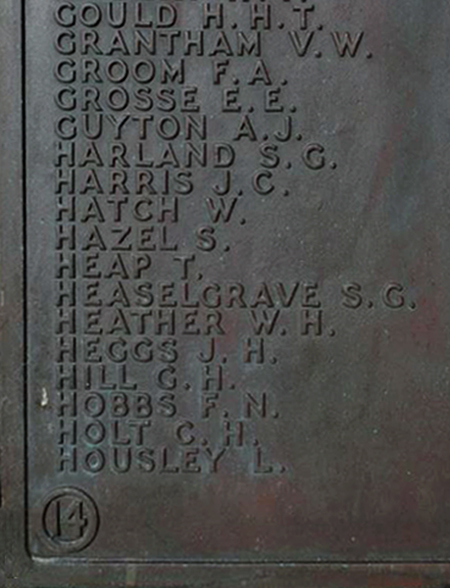 GOULD H.H.T.
GRANTHAM V.W.
GROOM F.A.
GROSSE E.E.
GUYTON A.J.
HARLAND S.G.
HARRIS J.C.
HATCH W.
HAZEL S.
HEAP T.
HEASELGRAVE S.G.
HEATHER W.H.
HEGGS J.H.
HILL G.H.
HOBBS F.N.
HOLT C.H.
HOUSLEY L.
14